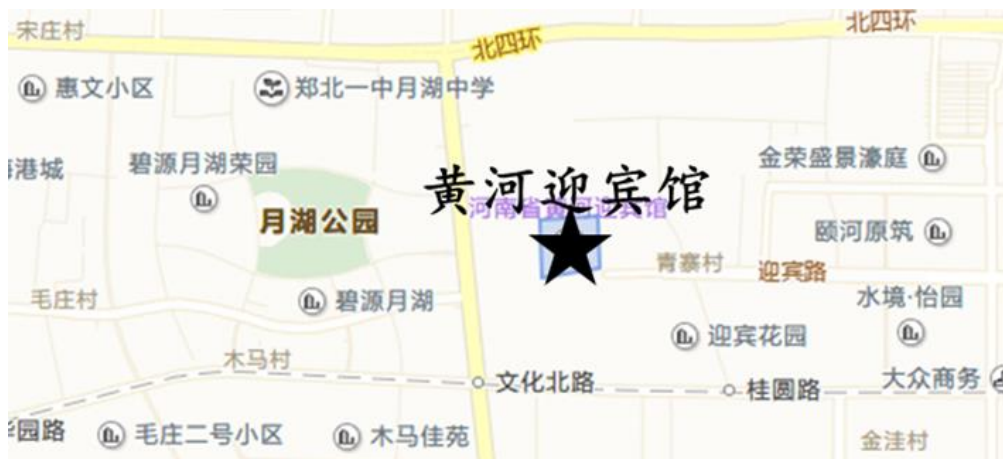 宋庄村
北四环
北四环
惠文小区
郑北一中月湖中学
港城
碧源月湖荣园
黄河迎宾馆
金荣盛景濠庭
月湖公园
颐河原筑
青寨村
迎宾路
毛庄村
碧源月湖
水境·怡园
迎宾花园
木马村
文化北路
桂圆路
大众商务
园路
毛庄二号小区
木马佳苑
金洼村